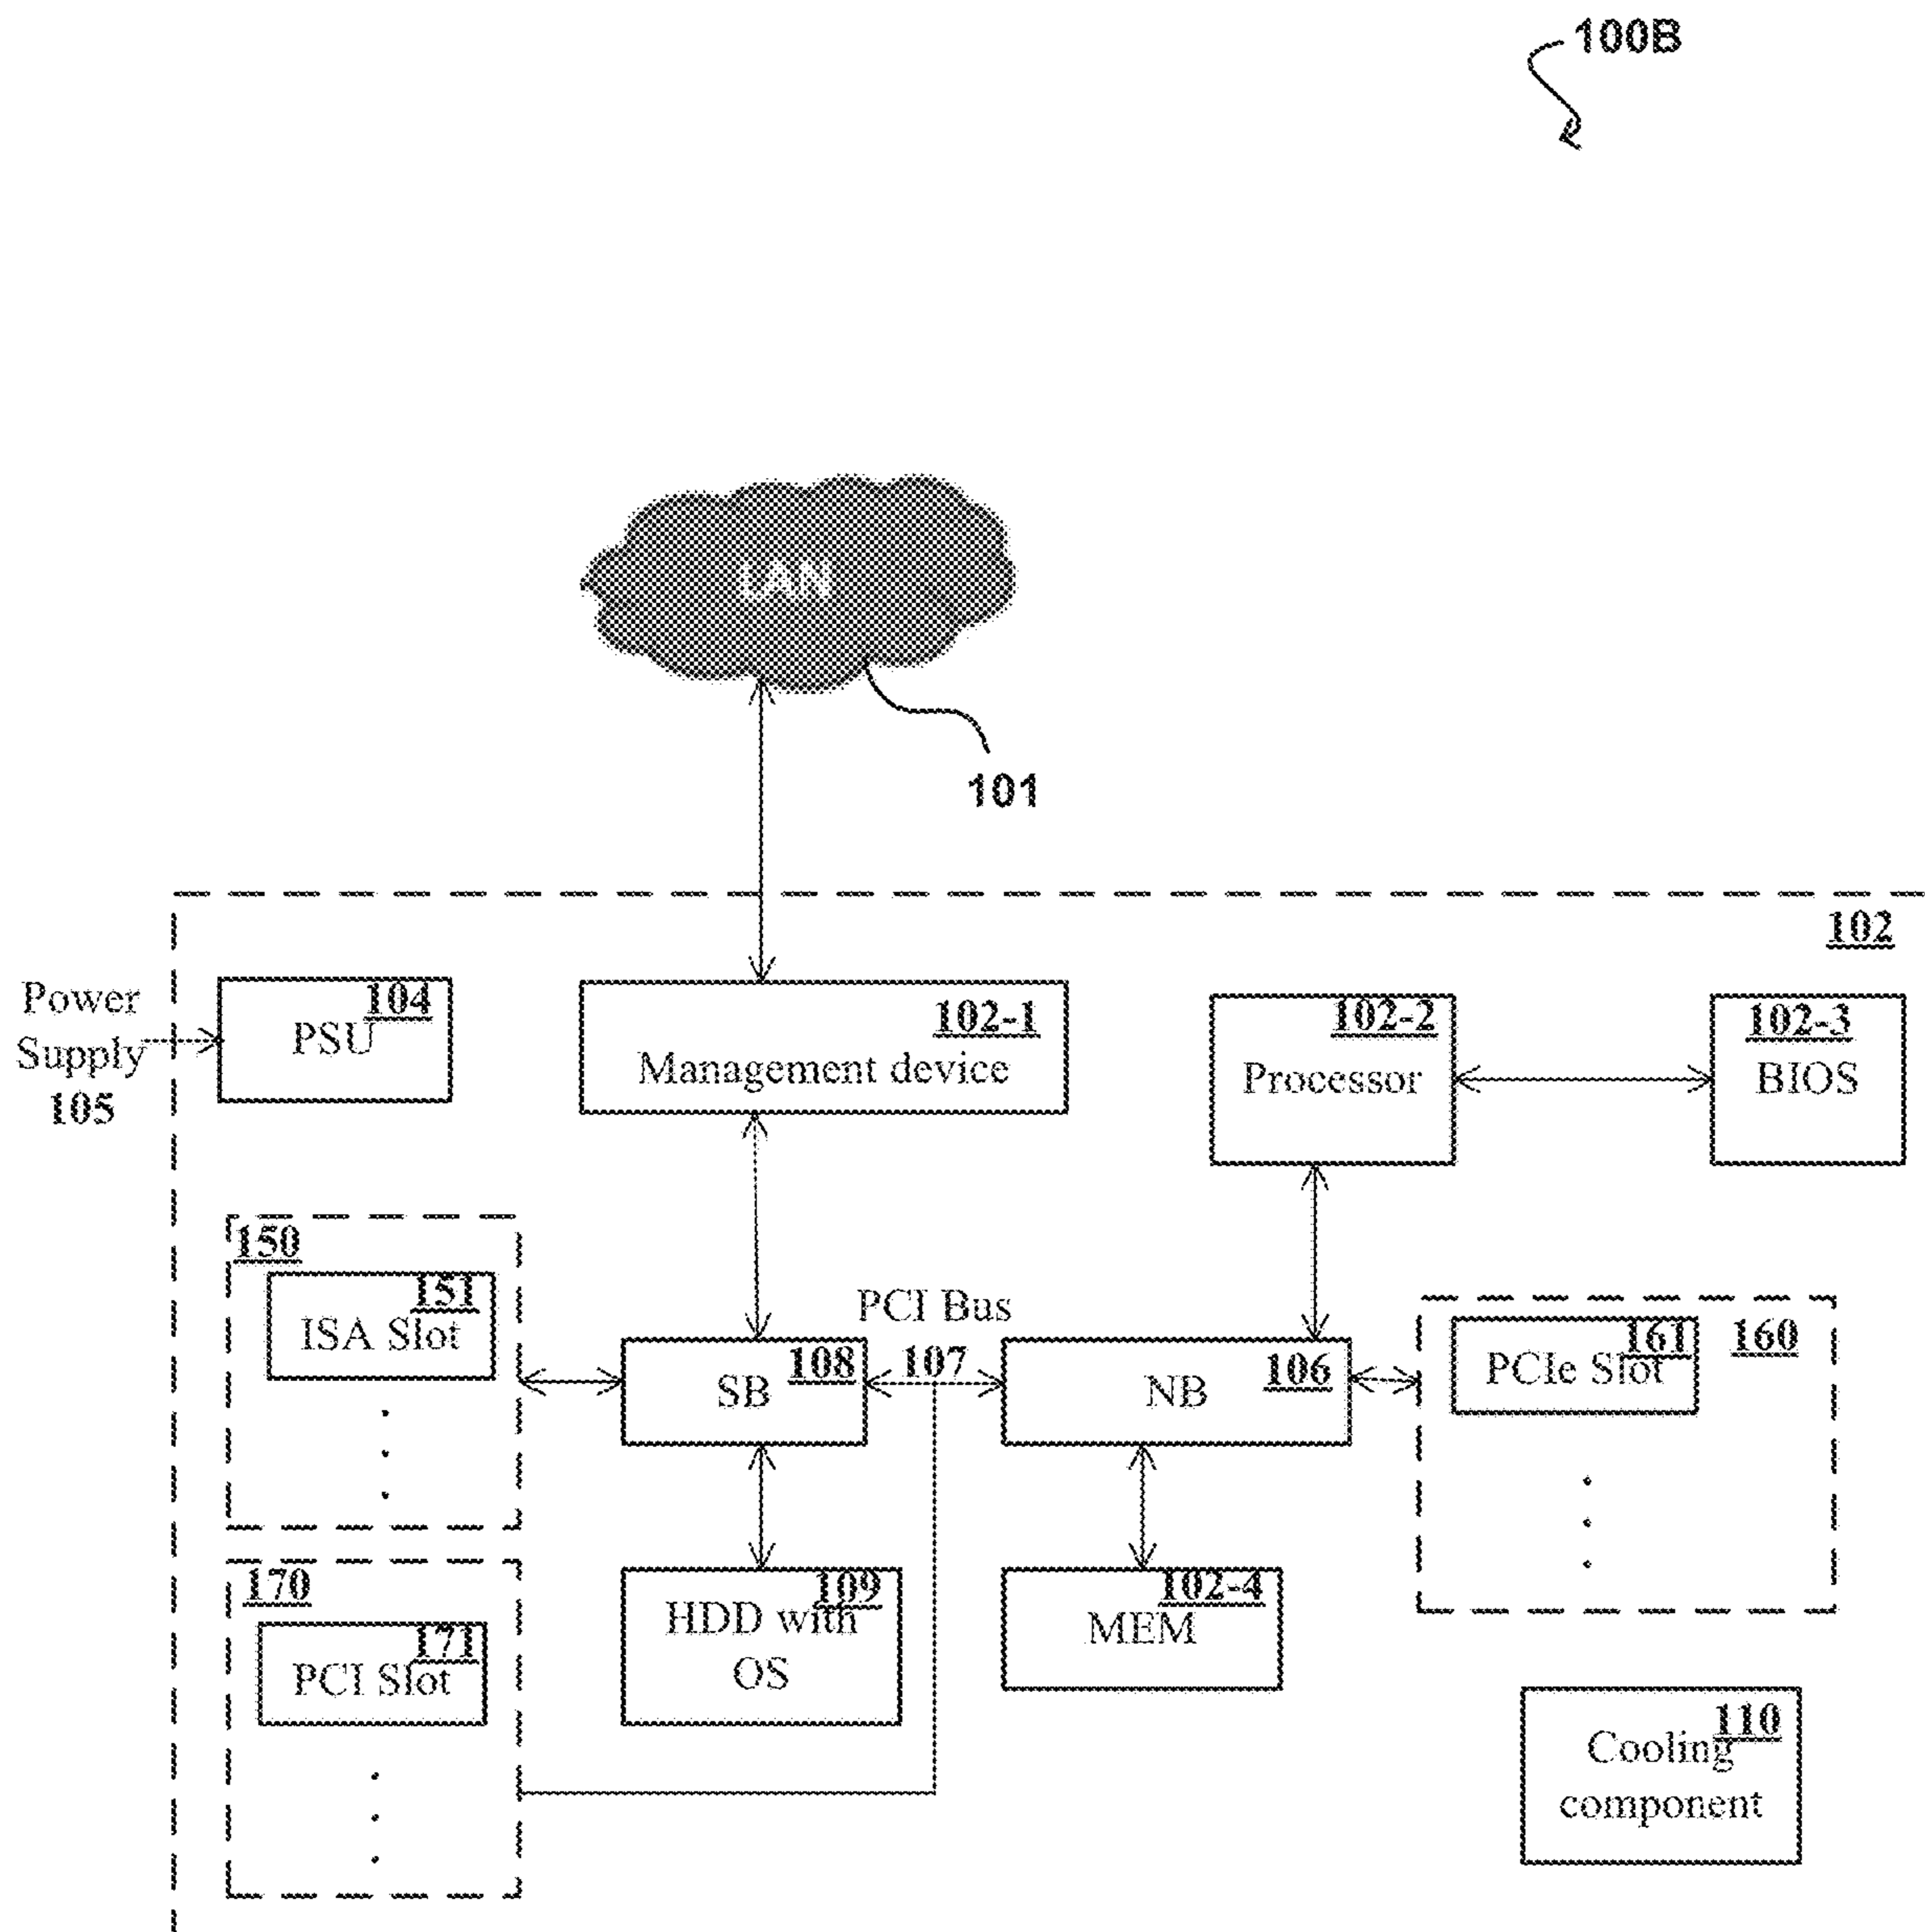 100B
LAN
101
102
Power
Supply
105
104
PSU
102-1
Management device
102-2
Processor
102-3
BIOS
150
151
ISA Slot
PCI Bus
107
108
SB
106
NB
161
PCIe Slot
160
170
171
PCI Slot
109
HDD with
OS
102-4
MEM
110
Cooling
component